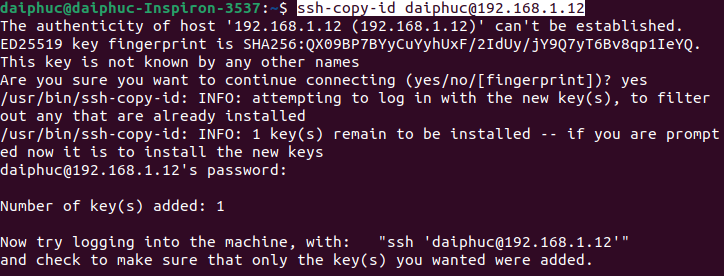 daiphuc@daiphuc-Inspiron-3537:~$ ssh-copy-id daiphuc@192.168.1.12
The authenticity of host '192.168.1.12 (192.168.1.12)' can't be established.
ED25519 key fingerprint is SHA256:QX09BP7BYyCuYyhUxF/2IdUy/jY9Q7yT6Bv8qp1IeYQ.
This key is not known by any other names
Are you sure you want to continue connecting (yes/no/[fingerprint])? yes
/usr/bin/ssh-copy-id: INFO: attempting to log in with the new key(s), to filter
out any that are already installed
/usr/bin/ssh-copy-id: INFO: 1 key(s) remain to be installed -- if you are prompt
ed now it is to install the new keys
daiphuc@192.168.1.12's password:
Number of key(s) added: 1
Now try logging into the machine, with:   "ssh 'daiphuc@192.168.1.12'"
and check to make sure that only the key(s) you wanted were added.